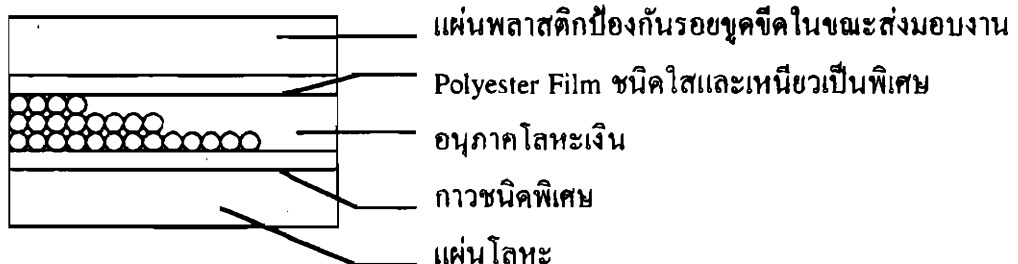 แผ่นพลาสติกป้องกันรอยขูดขีดในขณะส่งมอบงาน
Polyester Film ชนิดใสและเหนียวเป็นพิเศษ
อนุภาคโลหะเงิน
กาวชนิดพิเศษ
แผ่นโลหะ